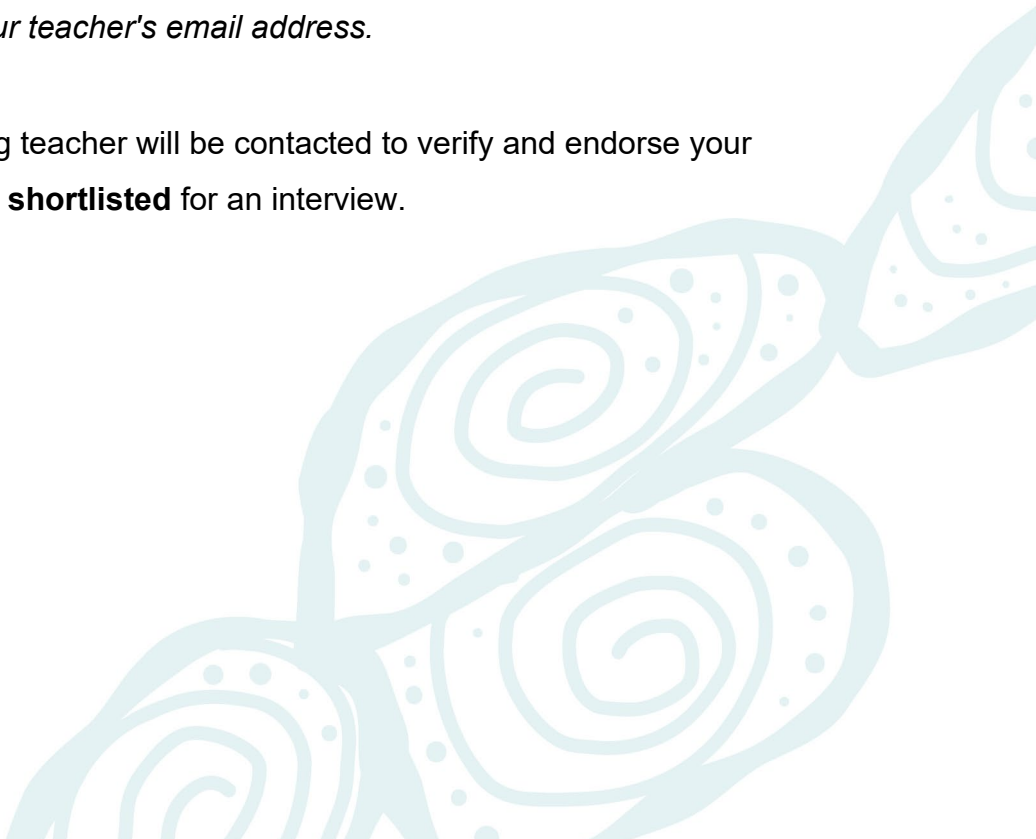 ur teacher's email address.
g teacher will be contacted to verify and endorse your
shortlisted for an interview.